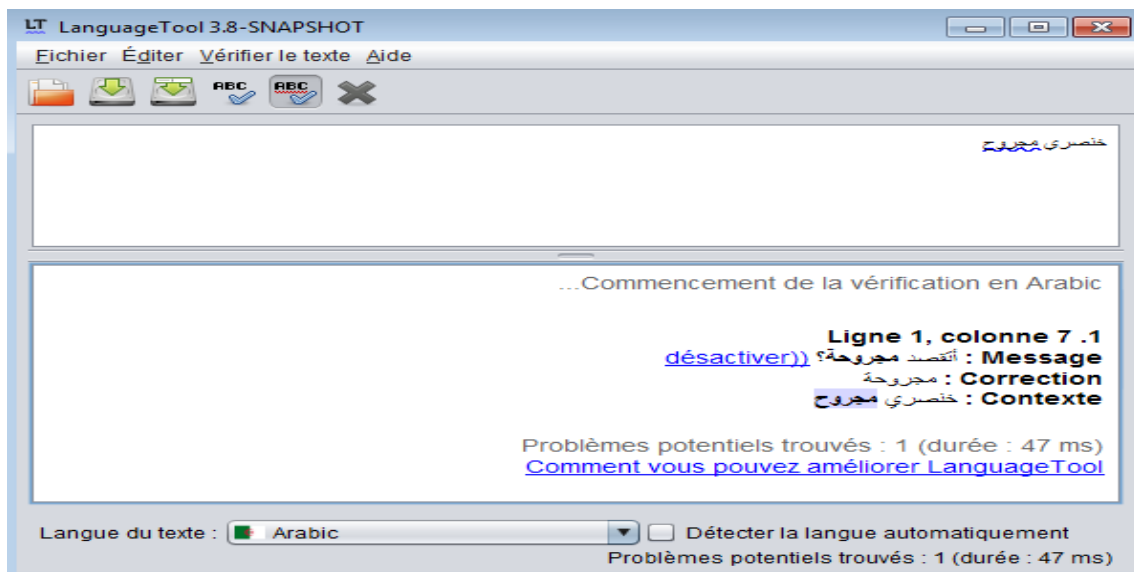 LanguageTool 3.8-SNAPSHOT
Fichier Éditer Vérifier le texte Aide
ABC ABC
خنصري مجروح
...Commencement de la vérification en Arabic
Ligne 1, colonne 7 .1
Message : أتقصد مجروحة؟ ((désactiver
Correction : مجروحة
Contexte : خنصري مجروح
Problèmes potentiels trouvés : 1 (durée : 47 ms)
Comment vous pouvez améliorer LanguageTool
Langue du texte : Arabic Détecter la langue automatiquement
Problèmes potentiels trouvés : 1 (durée : 47 ms)